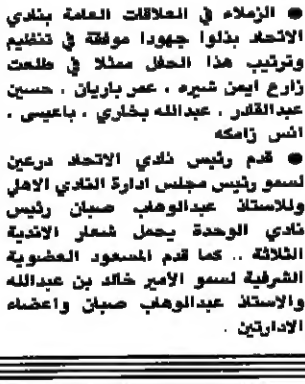 ● الزملاء في العلاقات العامة بنادي
الاتحاد بذلوا جهودا موفقة في تنظيم
وترتيب هذا الحفل ممثلا في طلعت
زارع ايمن شيره ، عمر باريان . حسين
عبدالقادر . عبدالله بخاري . باعيسى .
انس زامكه
● قدم رئيس نادي الاتحاد درعين
لسمو رئيس مجلس ادارة النادي الاهلي
وللاستاذ عبدالوهاب صبان رئيس
نادي الوحدة يحمل شعار الاندية
الثلاثة .. كما قدم المسعود العضوية
الشرفية لسمو الأمير خالد بن عبدالله
والاستاذ عبدالوهاب صبان واعضاء
الادارتين .